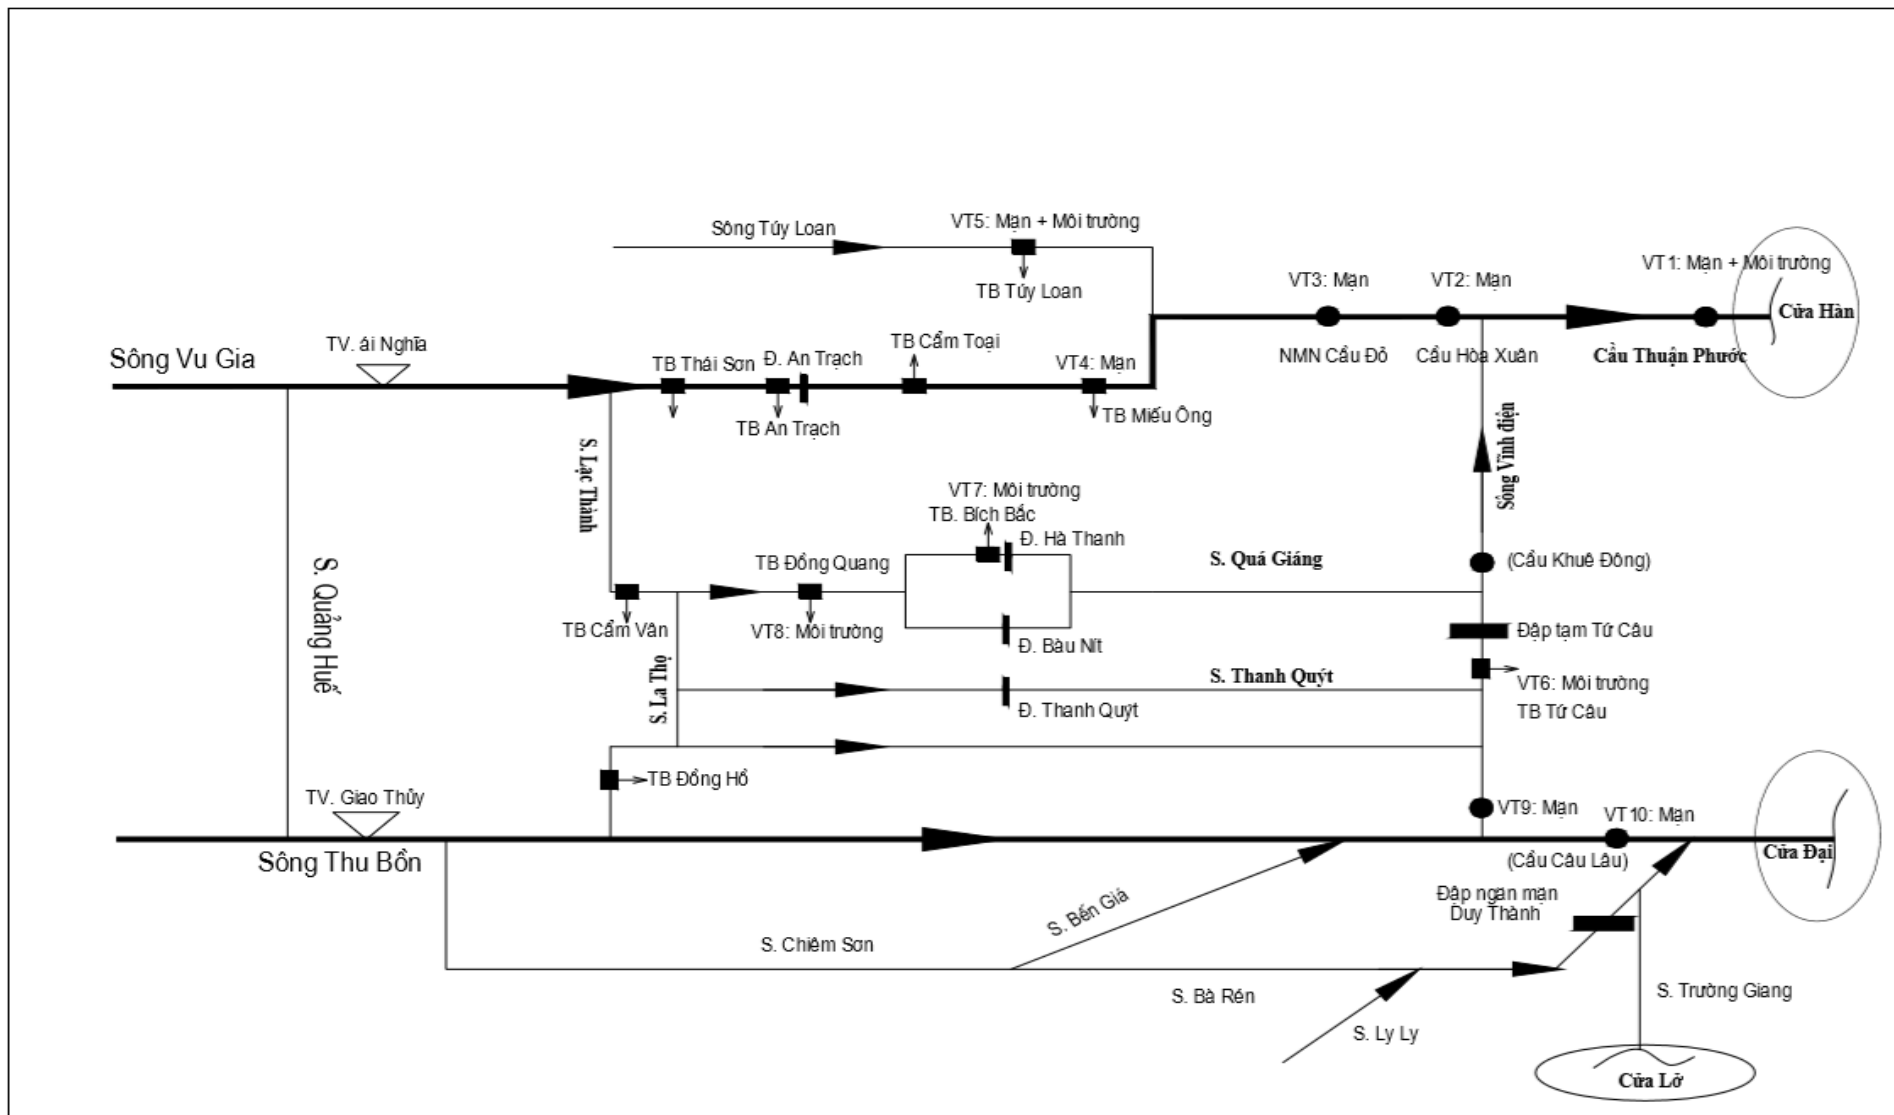 Sông Túy Loan
VT5: Mặn + Môi trường
TB Túy Loan
VT3: Mặn
VT2: Mặn
VT1: Mặn + Môi trường
Cửa Hàn
NMN Cầu Đỏ
Cầu Hòa Xuân
Cầu Thuận Phước
Sông Vu Gia
TV. ái Nghĩa
TB Thái Sơn
Đ. An Trạch
TB Cẩm Toại
VT4: Mặn
TB An Trạch
TB Miếu Ông
S. Lạc Thành
Sông Vĩnh điện
VT7: Môi trường
TB. Bích Bắc
Đ. Hà Thanh
S. Quảng Huế
TB Đồng Quang
S. Quá Giáng
(Cẩu Khuê Đông)
TB Cẩm Vân
VT8: Môi trường
Đ. Bàu Nít
Đập tạm Tứ Câu
S. La Thọ
S. Thanh Quýt
Đ. Thanh Quýt
VT6: Môi trường
TB Tứ Câu
TB Đồng Hồ
TV. Giao Thủy
VT9: Mặn
VT10: Mặn
Sông Thu Bồn
(Cẩu Câu Lâu)
Cửa Đại
S. Bến Giá
Đập ngăn mặn
Duy Thành
S. Chiêm Sơn
S. Bà Rén
S. Trường Giang
S. Ly Ly
Cửa Lở